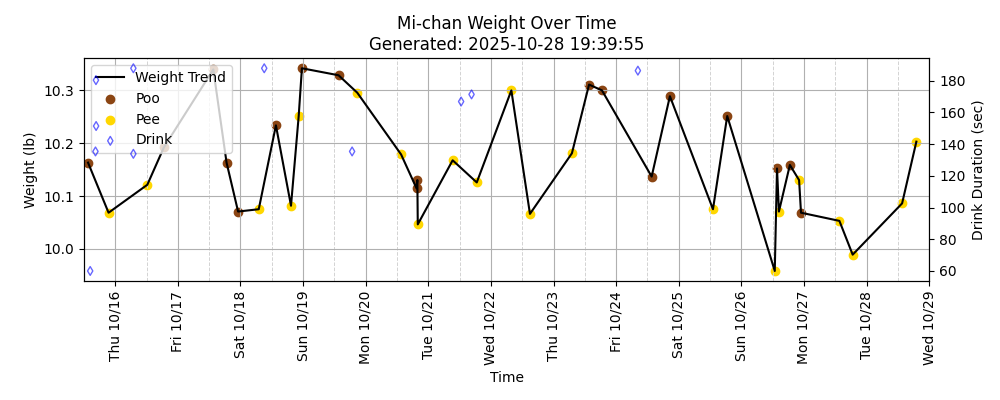 Mi-chan Weight Over Time
Generated: 2025-10-28 19:39:55
Weight Trend
Poo
Pee
Drink
Weight (lb)
10.3
10.2
10.1
10.0
180
160
140
120
100
80
60
Drink Duration (sec)
Thu 10/16
Fri 10/17
Sat 10/18
Sun 10/19
Mon 10/20
Tue 10/21
Wed 10/22
Thu 10/23
Fri 10/24
Sat 10/25
Sun 10/26
Mon 10/27
Tue 10/28
Wed 10/29
Time